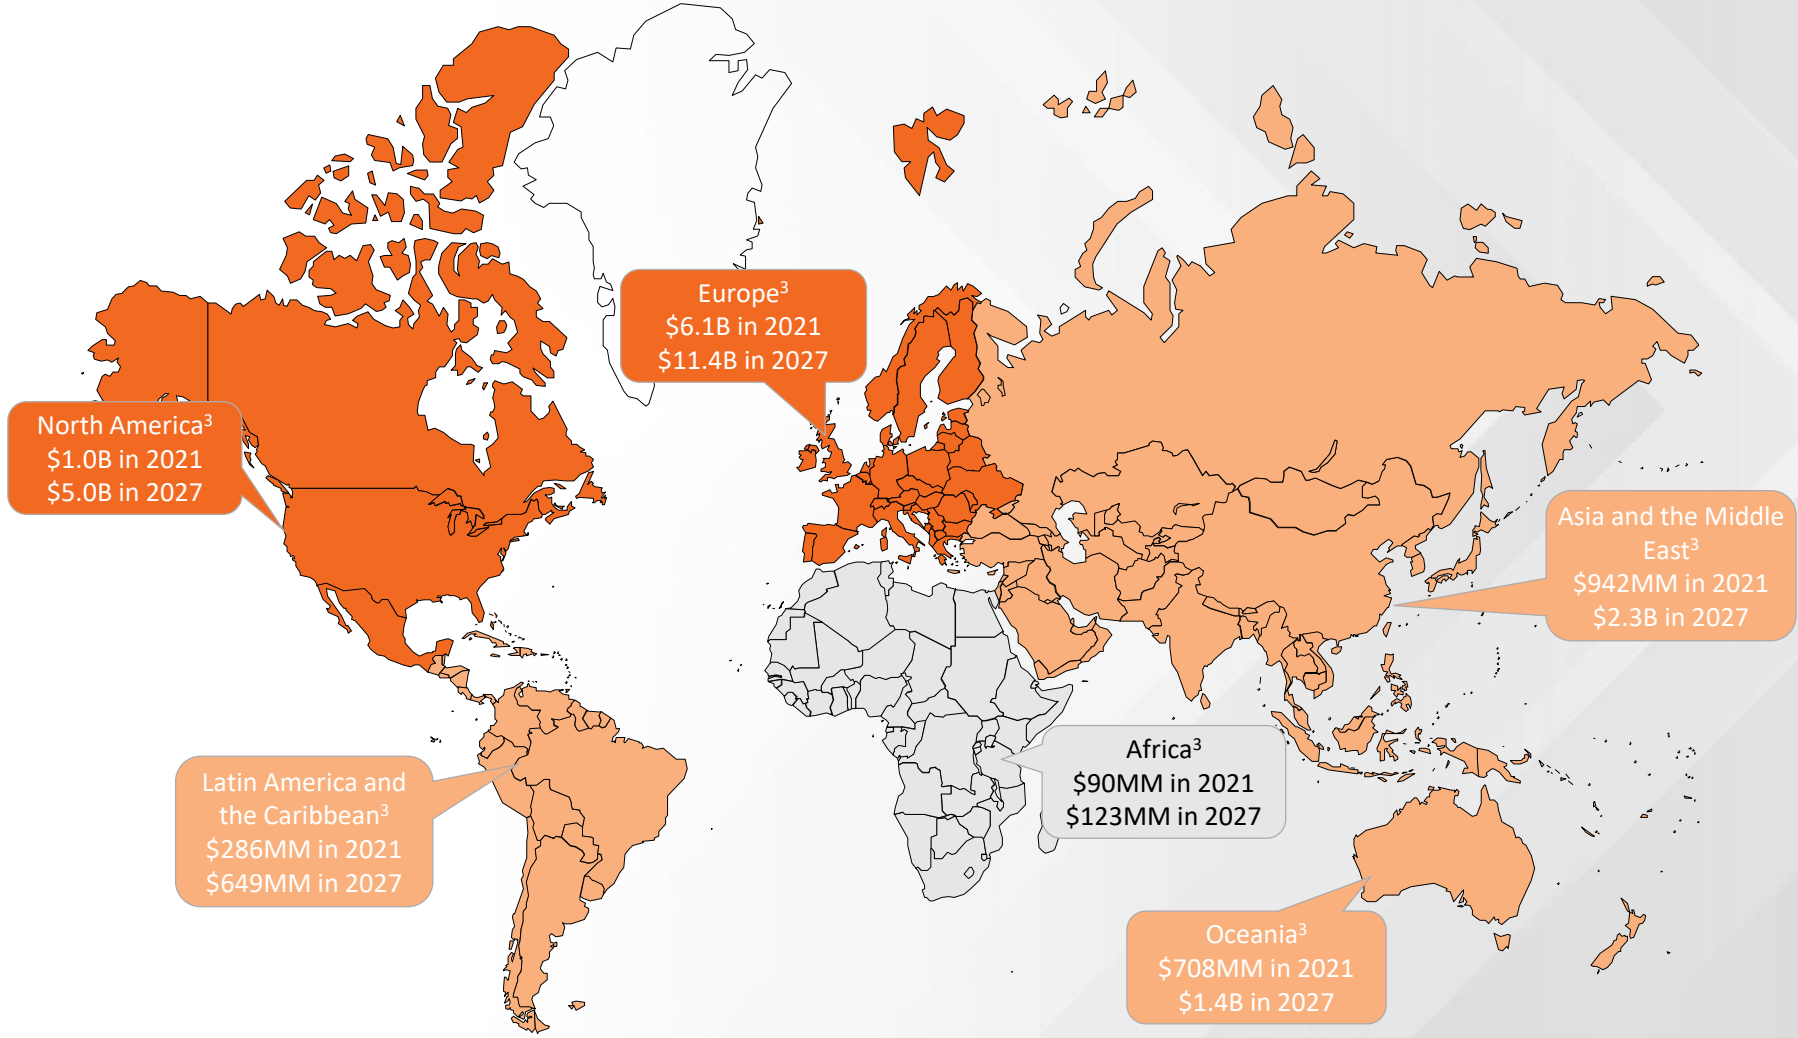 Europe³
$6.1B in 2021
$11.4B in 2027
North America³
$1.0B in 2021
$5.0B in 2027
Asia and the Middle
East³
$942MM in 2021
$2.3B in 2027
Latin America and
the Caribbean³
$286MM in 2021
$649MM in 2027
Africa³
$90MM in 2021
$123MM in 2027
Oceania³
$708MM in 2021
$1.4B in 2027